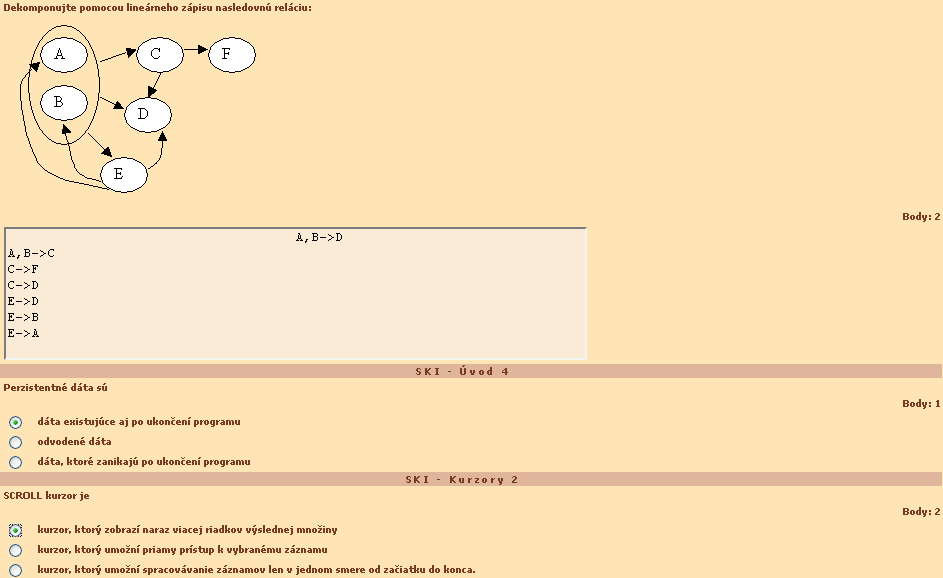 Dekomponujte pomocou lineárneho zápisu nasledovnú reláciu:
A
C
F
B
D
E
Body: 2
A,B->D
A,B->C
C->F
C->D
E->D
E->B
E->A
SKI - Úvod 4
Perzistentné dáta sú
Body: 1
dáta existujúce aj po ukončení programu
odvodené dáta
dáta, ktoré zanikajú po ukončení programu
SKI - Kurzory 2
SCROLL kurzor je
Body: 2
kurzor, ktorý zobrazí naraz viacej riadkov výslednej množiny
kurzor, ktorý umožní priamy prístup k vybranému záznamu
kurzor, ktorý umožní spracovávanie záznamov len v jednom smere od začiatku do konca.